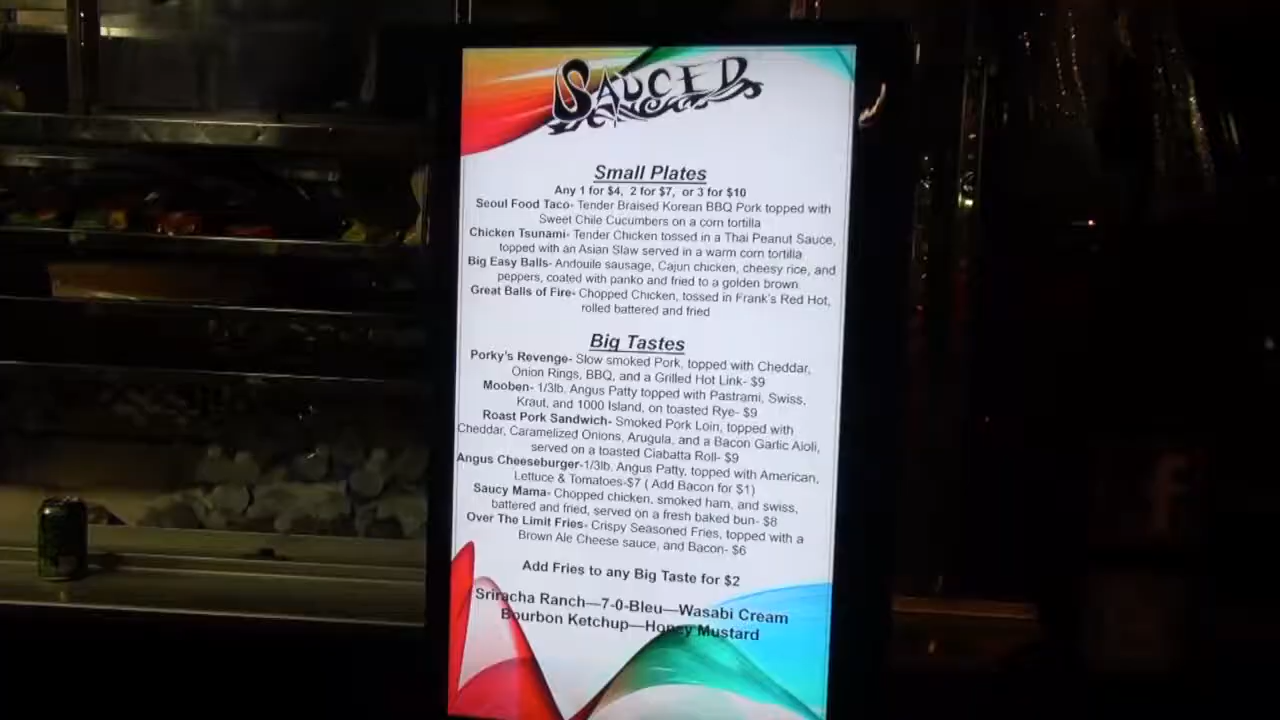 SAUCED
Small Plates
Any 1 for $4, 2 for $7, or 3 for $10
Seoul Food Taco- Tender Braised Korean BBQ Pork topped with
Sweet Chile Cucumbers on a corn tortilla
Chicken Tsunami- Tender Chicken tossed in a Thai Peanut Sauce,
topped with an Asian Slaw served in a warm corn tortilla
Big Easy Balls- Andouile sausage, Cajun chicken, cheesy rice, and
peppers, coated with panko and fried to a golden brown
Great Balls of Fire- Chopped Chicken, tossed in Frank's Red Hot,
rolled battered and fried
Big Tastes
Porky's Revenge- Slow smoked Pork, topped with Cheddar,
Onion Rings, BBQ, and a Grilled Hot Link- $9
Mooben- 1/3lb. Angus Patty topped with Pastrami, Swiss,
Kraut, and 1000 Island, on toasted Rye- $9
Roast Pork Sandwich- Smoked Pork Loin, topped with
Cheddar, Caramelized Onions, Arugula, and a Bacon Garlic Aioli,
served on a toasted Ciabatta Roll- $9
Angus Cheeseburger-1/3lb. Angus Patty, topped with American,
Lettuce & Tomatoes-$7 ( Add Bacon for $1)
Saucy Mama- Chopped chicken, smoked ham, and swiss,
battered and fried, served on a fresh baked bun- $8
Over The Limit Fries- Crispy Seasoned Fries, topped with a
Brown Ale Cheese sauce, and Bacon- $6
Add Fries to any Big Taste for $2
Sriracha Ranch—7-0-Bleu—Wasabi Cream
Bourbon Ketchup—Honey Mustard
f